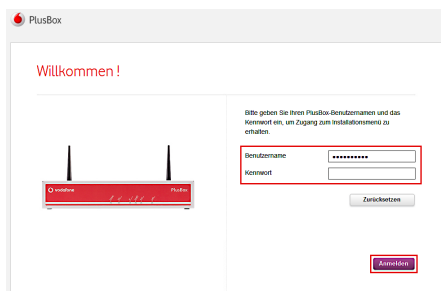 PlusBox
Willkommen !
Bitte geben Sie Ihren PlusBox-Benutzernamen und das
Kennwort ein, um Zugang zum Installationsmenü zu
erhalten.
Benutzername
••••••••••
Kennwort
Zurücksetzen
vodafone PlusBox
Anmelden